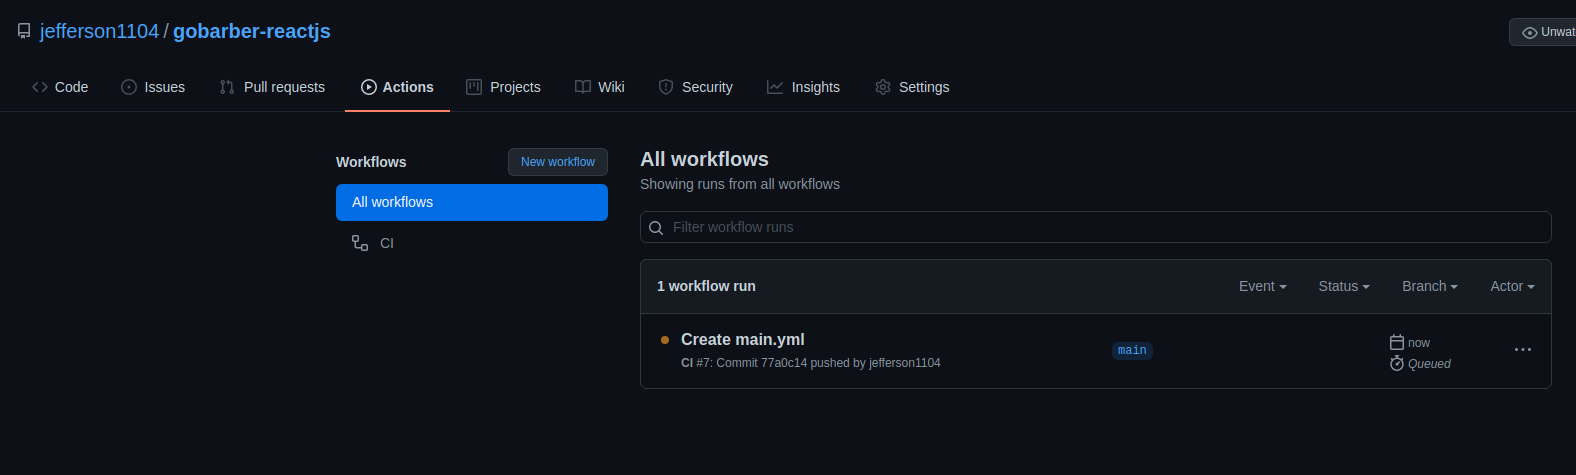 jefferson1104 / gobarber-reactjs
Unwat
Code Issues Pull requests Actions Projects Wiki Security Insights Settings
Workflows
New workflow
All workflows
CI
All workflows
Showing runs from all workflows
Filter workflow runs
1 workflow run
Event Status Branch Actor
Create main.yml
CI #7: Commit 77a0c14 pushed by jefferson1104
main
now
Queued